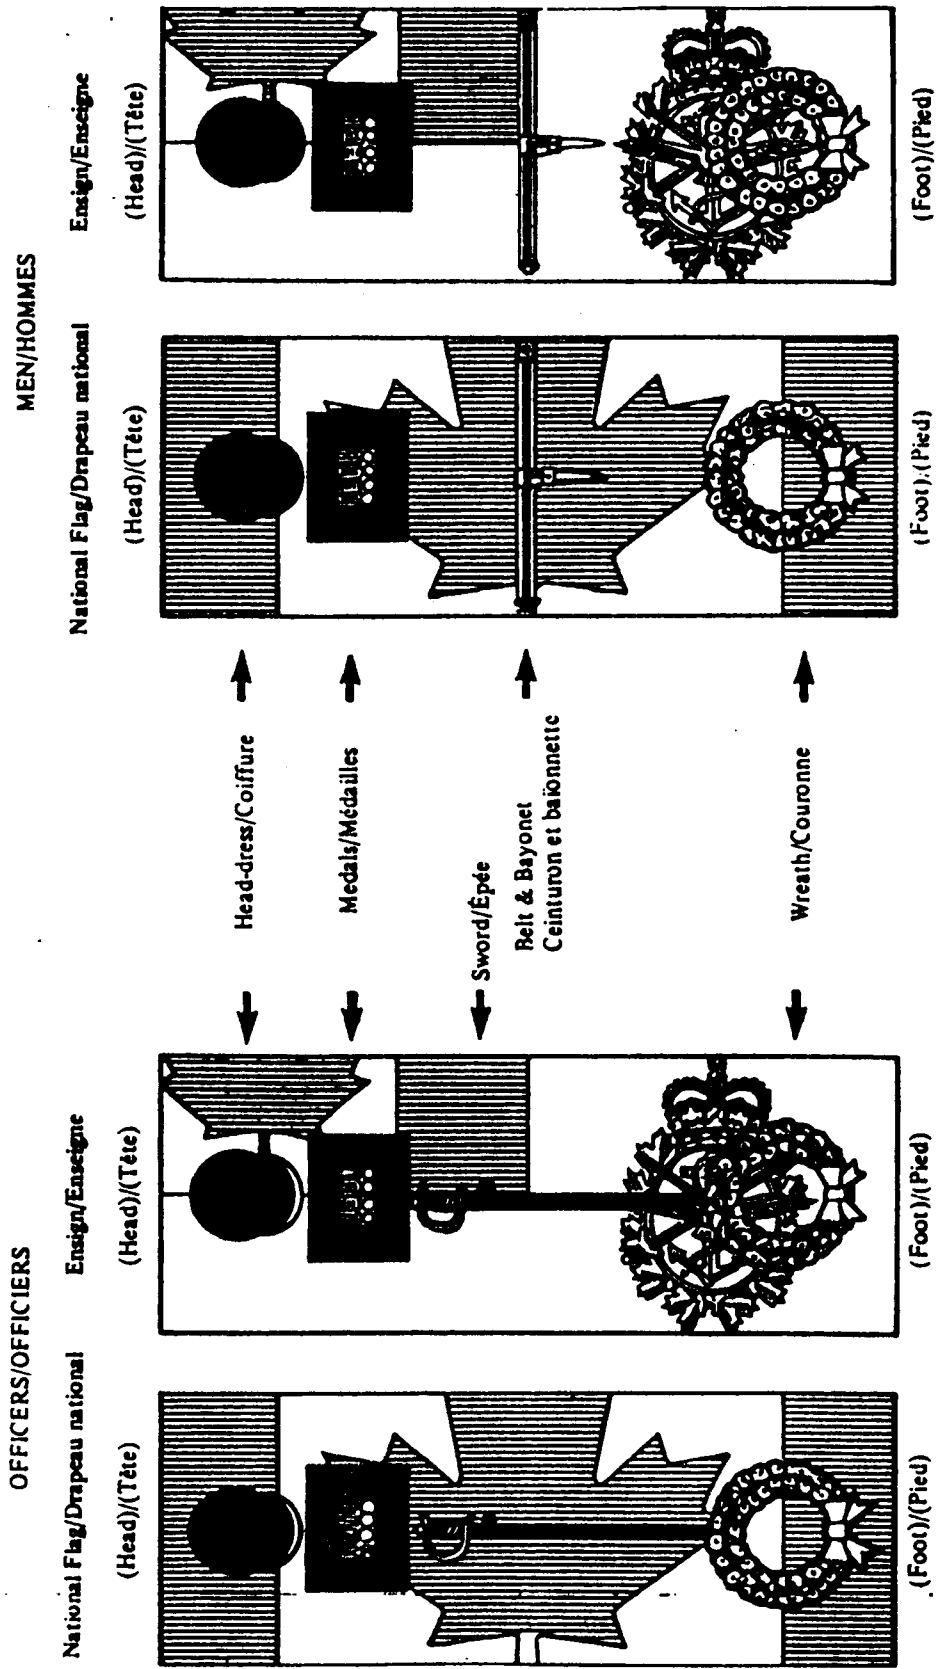 OFFICERS/OFFICIERS
MEN/HOMMES
National Flag/Drapeau national
Ensign/Enseigne
National Flag/Drapeau national
Ensign/Enseigne
(Head)/(Tête)
(Head)/(Tête)
(Head)/(Tête)
(Head)/(Tête)
Head-dress/Coiffure
Medals/Médailles
Sword/Épée
Belt & Bayonet
Ceinturon et baïonnette
Wreath/Couronne
(Foot)/(Pied)
(Foot)/(Pied)
(Foot)/(Pied)
(Foot)/(Pied)